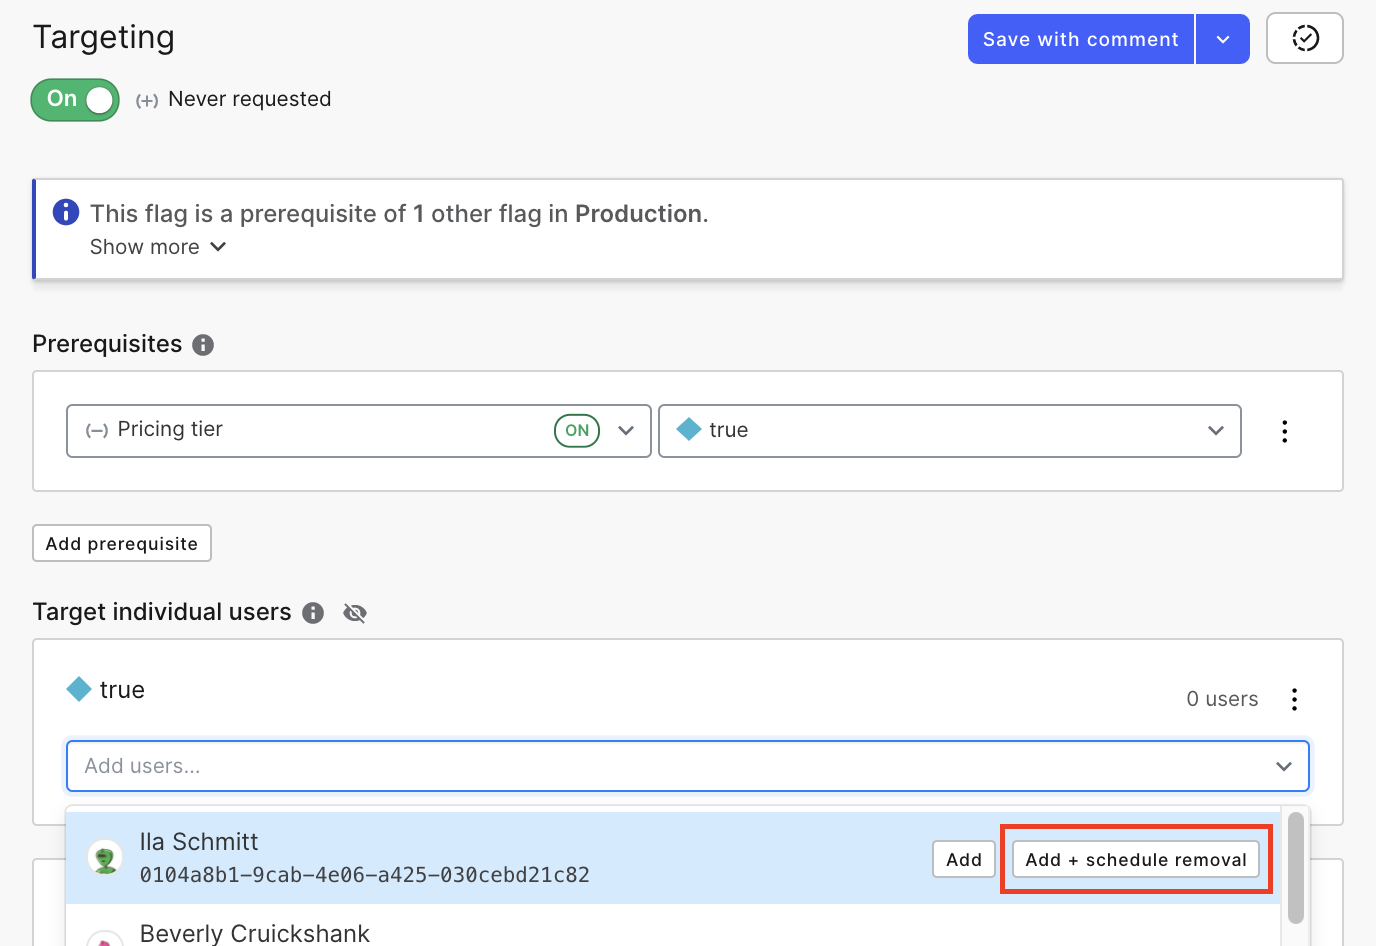 Targeting
Save with comment
On
(+) Never requested
This flag is a prerequisite of 1 other flag in Production.
Show more
Prerequisites
(–) Pricing tier
ON
true
Add prerequisite
Target individual users
true
0 users
Add users...
Ila Schmitt
0104a8b1-9cab-4e06-a425-030cebd21c82
Add
Add + schedule removal
Beverly Cruickshank